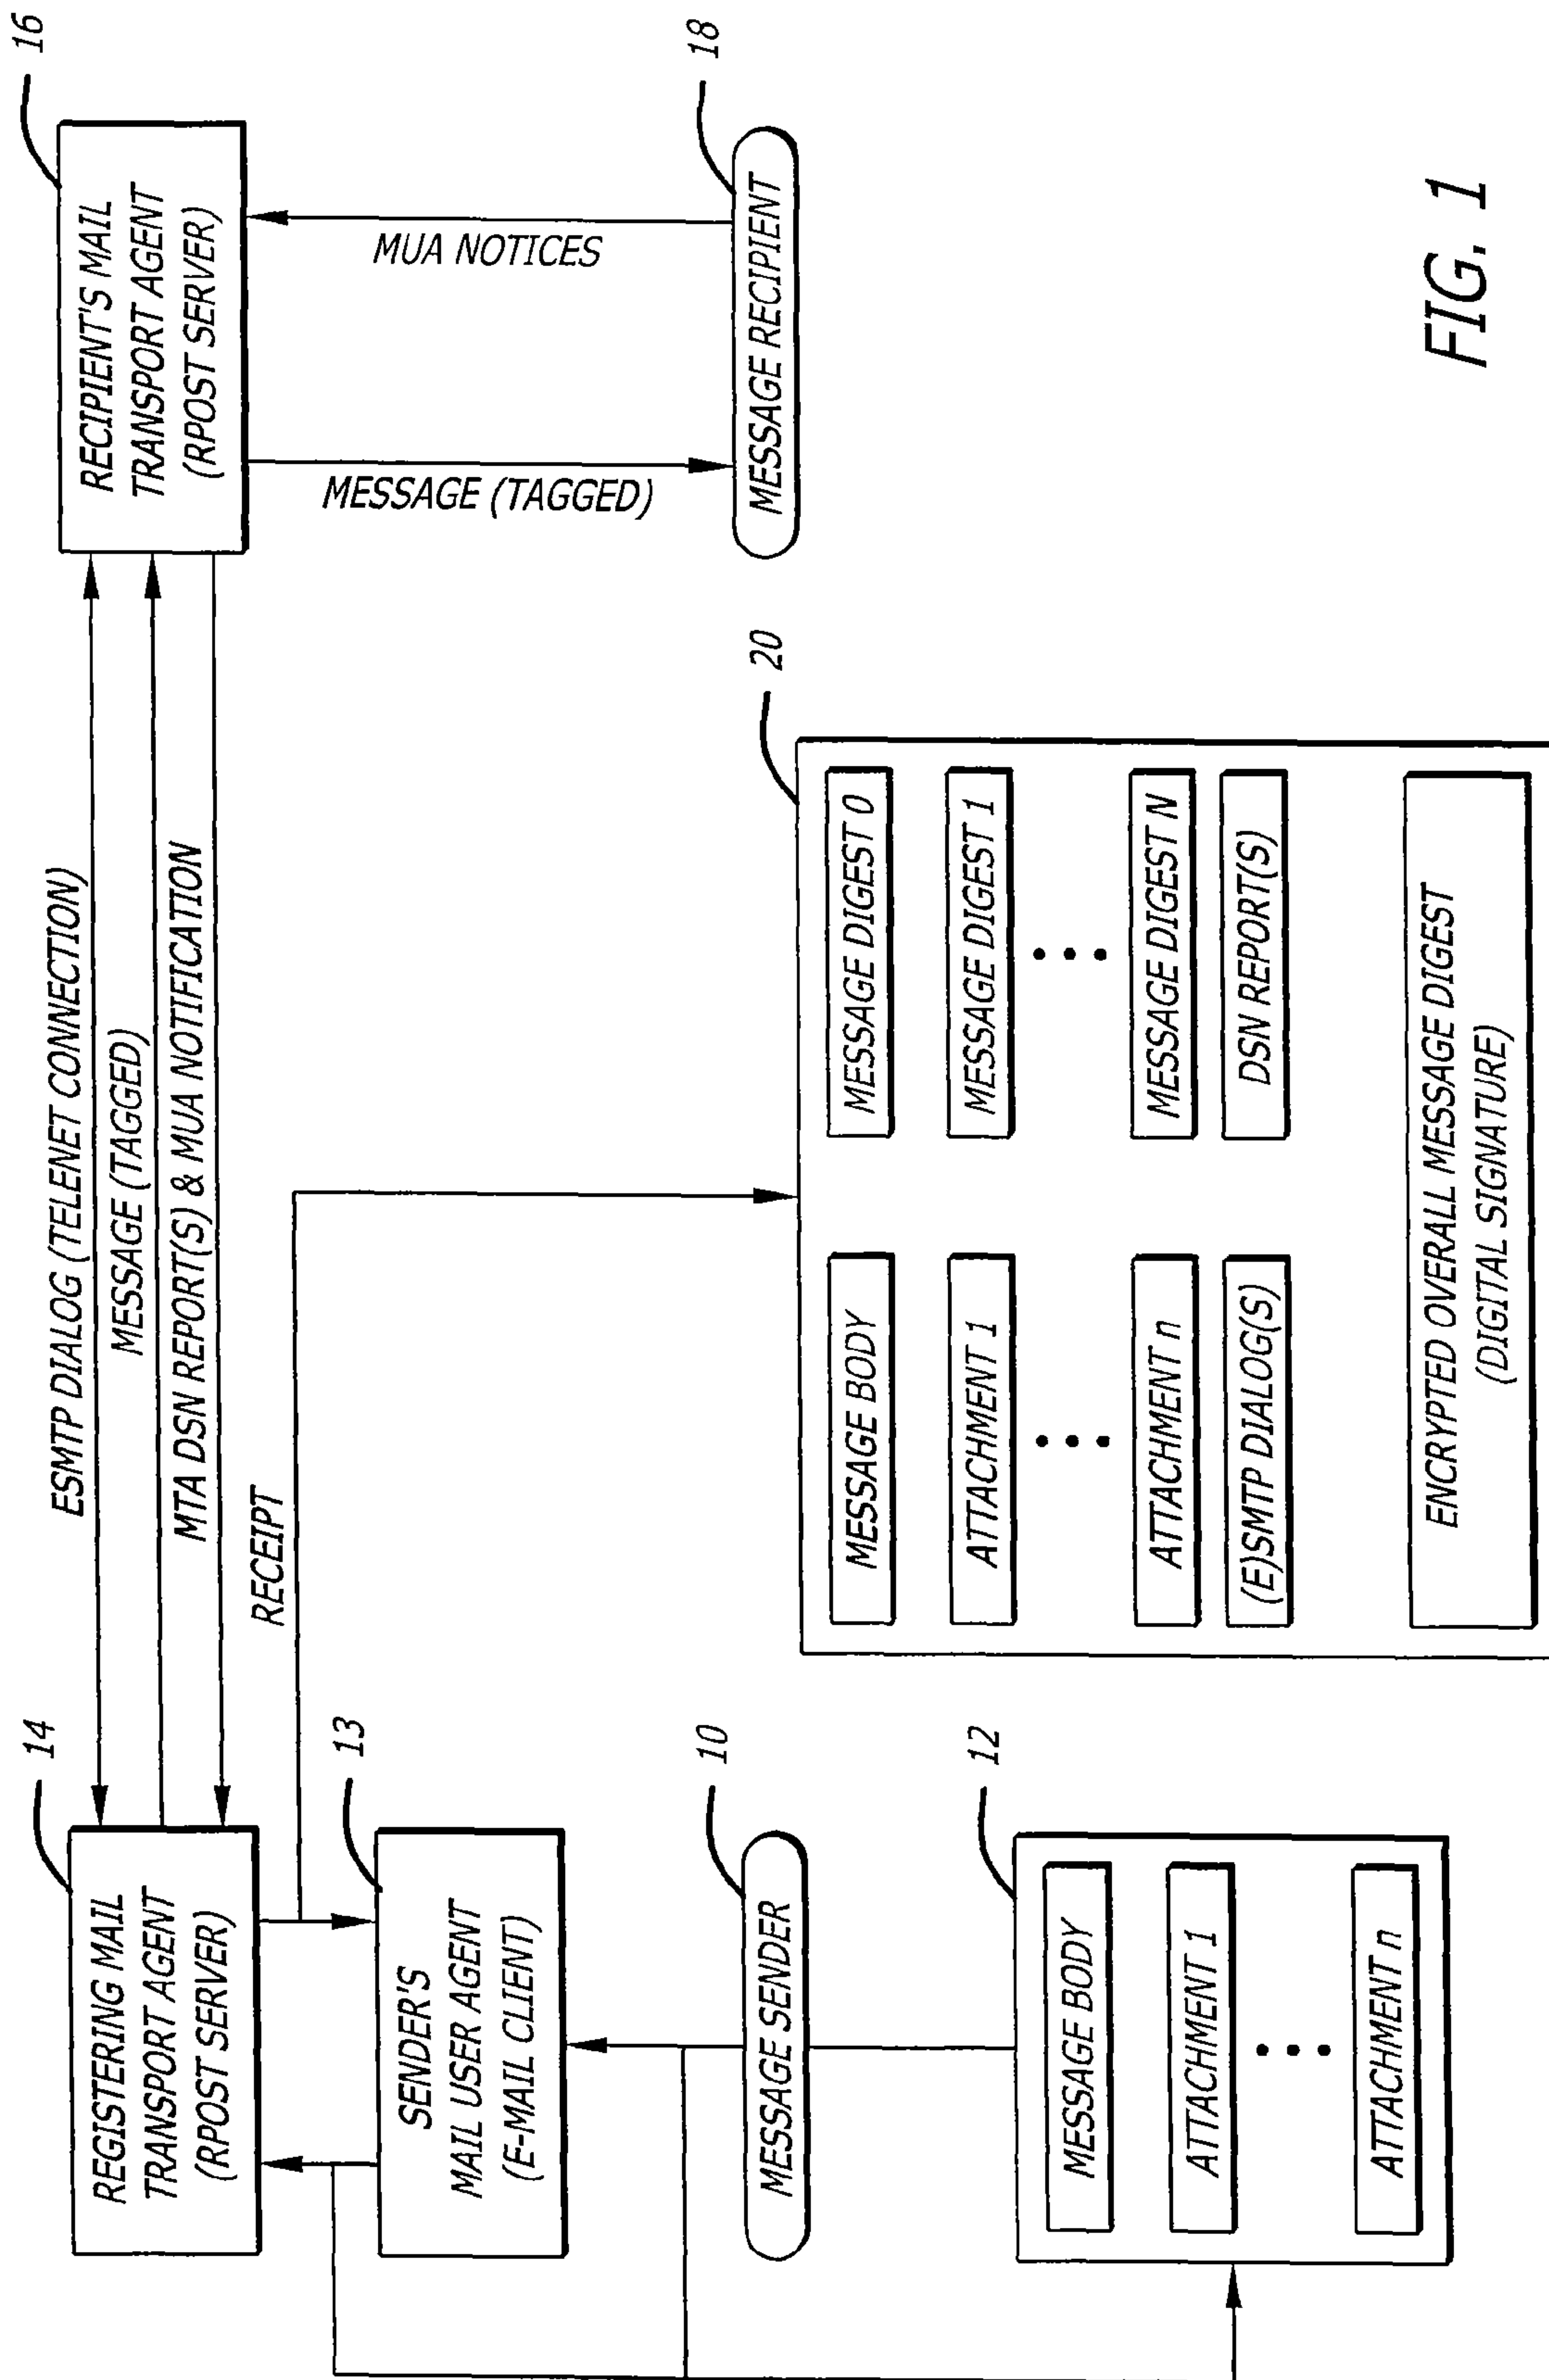 14
REGISTERING MAIL
TRANSPORT AGENT
(RPOST SERVER)
ESMTP DIALOG (TELENET CONNECTION)
MESSAGE (TAGGED)
MTA DSN REPORT(S) & MUA NOTIFICATION
16
RECIPIENT'S MAIL
TRANSPORT AGENT
(RPOST SERVER)
RECEIPT
13
SENDER'S
MAIL USER AGENT
(E-MAIL CLIENT)
MESSAGE (TAGGED)
MUA NOTICES
10
MESSAGE SENDER
18
MESSAGE RECIPIENT
12
MESSAGE BODY
ATTACHMENT 1
ATTACHMENT n
20
MESSAGE BODY
MESSAGE DIGEST 0
ATTACHMENT 1
MESSAGE DIGEST 1
ATTACHMENT n
MESSAGE DIGEST N
(E)SMTP DIALOG(S)
DSN REPORT(S)
ENCRYPTED OVERALL MESSAGE DIGEST
(DIGITAL SIGNATURE)
FIG. 1